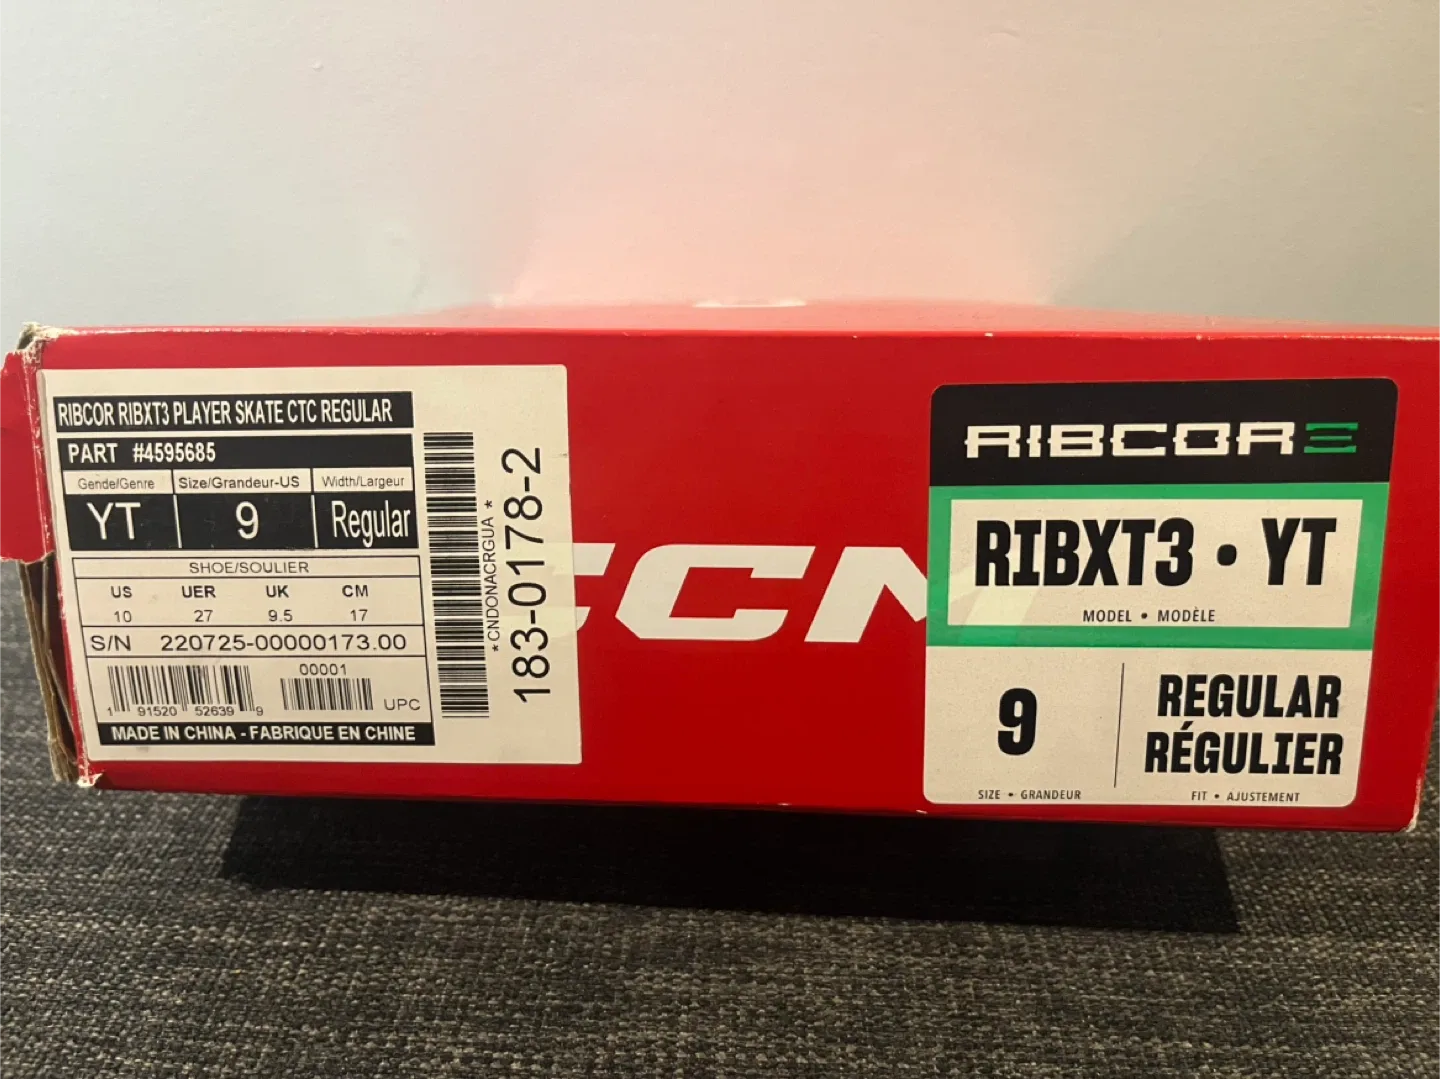 RIBCOR RIBXT3 PLAYER SKATE CTC REGULAR
PART #4595685
Gende/Genre Size/Grandeur-US Width/Largeur
YT 9 Regular
SHOE/SOULIER
US UER UK CM
10 27 9.5 17
S/N 220725-00000173.00
00001
1 91520 52639 9 UPC
MADE IN CHINA - FABRIQUE EN CHINE
*CNDONACRGUA*
183-0178-2
CCM
RIBCOR
RIBXT3 • YT
MODEL • MODÈLE
9
SIZE • GRANDEUR
REGULAR
RÉGULIER
FIT • AJUSTEMENT